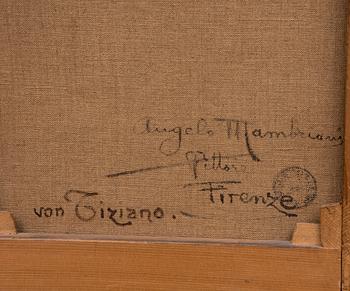 Angelo Mambriani
Pittor
Firenze
von Tiziano.